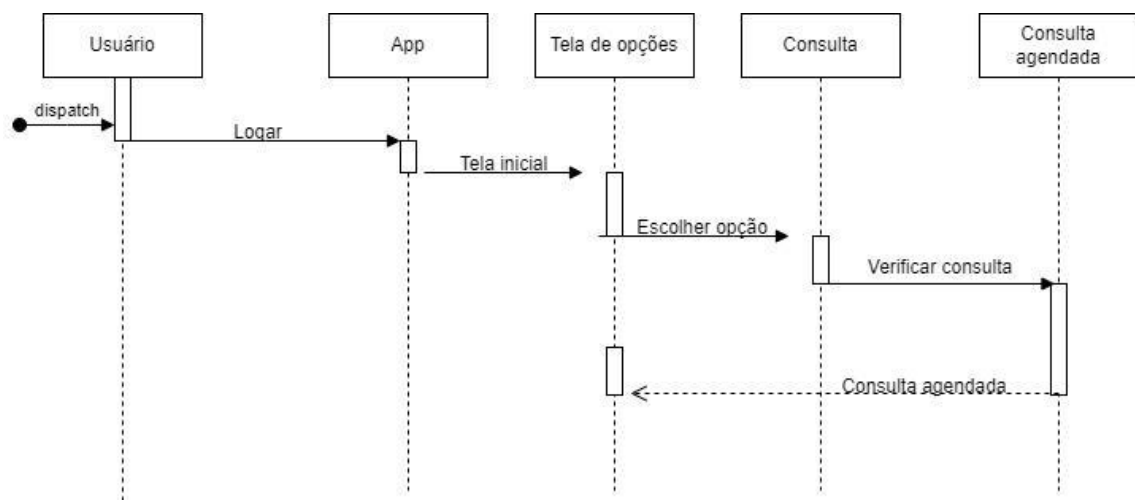 Usuário
App
Tela de opções
Consulta
Consulta
agendada
dispatch
Logar
Tela inicial
Escolher opção
Verificar consulta
Consulta agendada